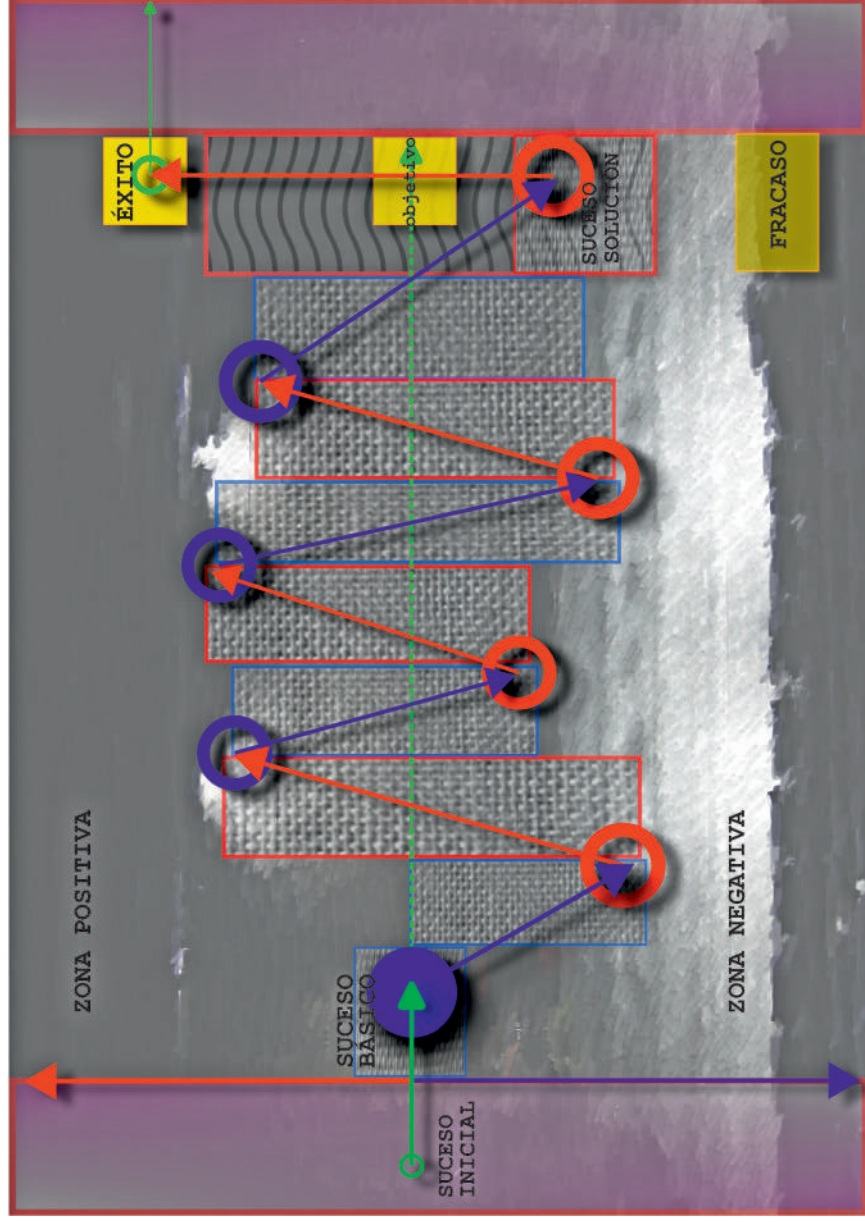 ZONA POSITIVA
ÉXITO
SUCESO
BÁSICO
objetivo
SUCESO
INICIAL
SUCESO
SOLUCIÓN
ZONA NEGATIVA
FRACASO